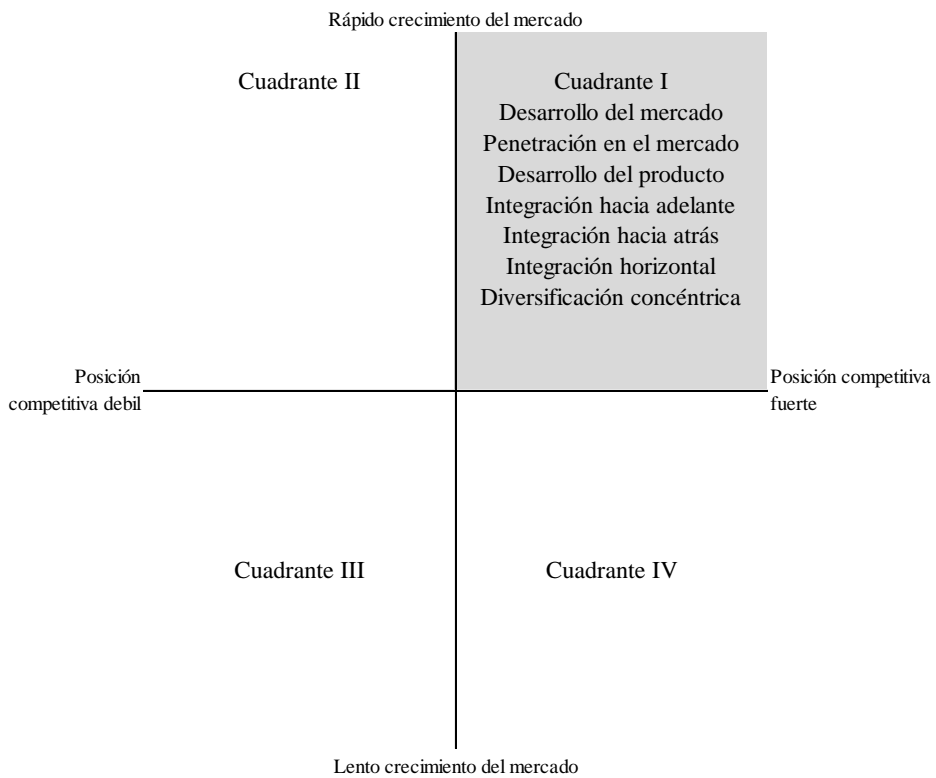 Rápido crecimiento del mercado
Cuadrante II
Cuadrante I
Desarrollo del mercado
Penetración en el mercado
Desarrollo del producto
Integración hacia adelante
Integración hacia atrás
Integración horizontal
Diversificación concéntrica
Posición
competitiva debil
Posición competitiva
fuerte
Cuadrante III
Cuadrante IV
Lento crecimiento del mercado